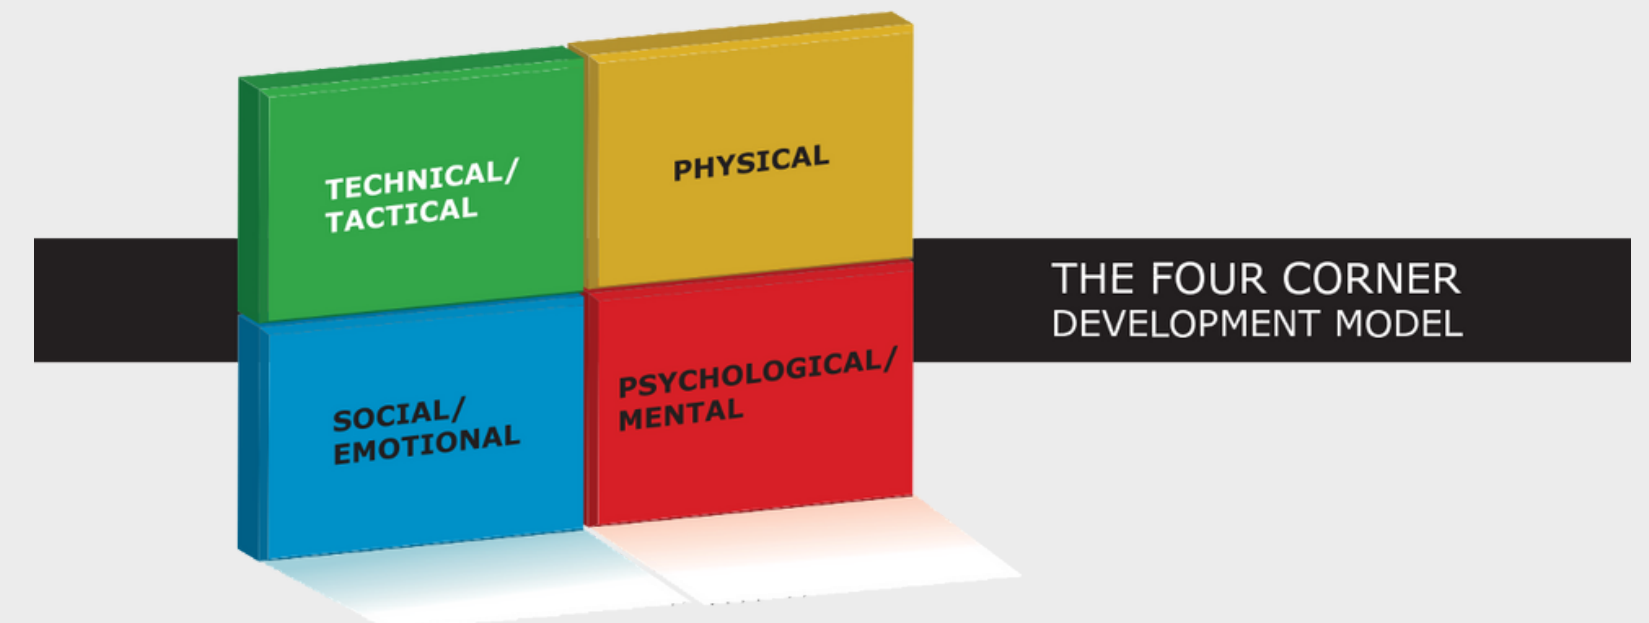 TECHNICAL/
TACTICAL
PHYSICAL
SOCIAL/
EMOTIONAL
PSYCHOLOGICAL/
MENTAL
THE FOUR CORNER
DEVELOPMENT MODEL